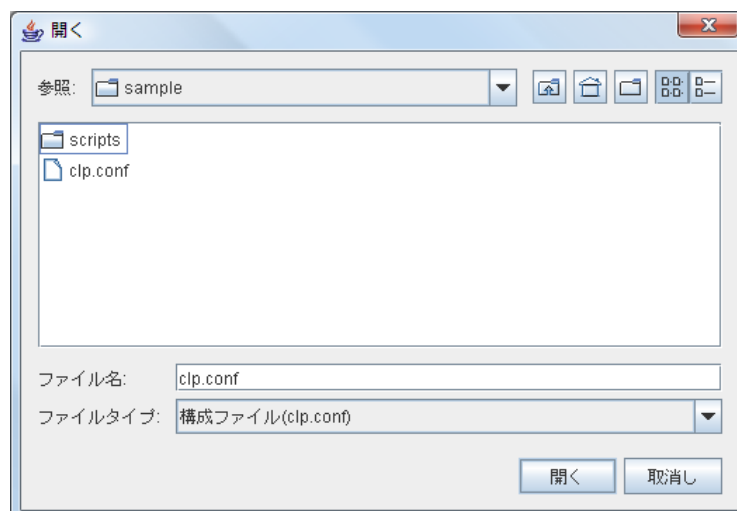 開く
参照: sample
scripts
clp.conf
ファイル名: clp.conf
ファイルタイプ: 構成ファイル(clp.conf)
開く 取消し